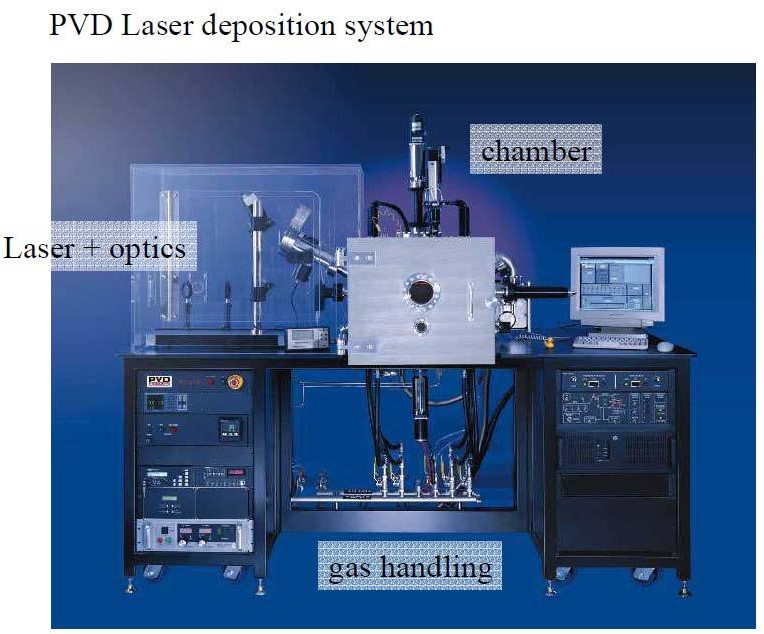 PVD Laser deposition system
chamber
Laser + optics
PVD
gas handling